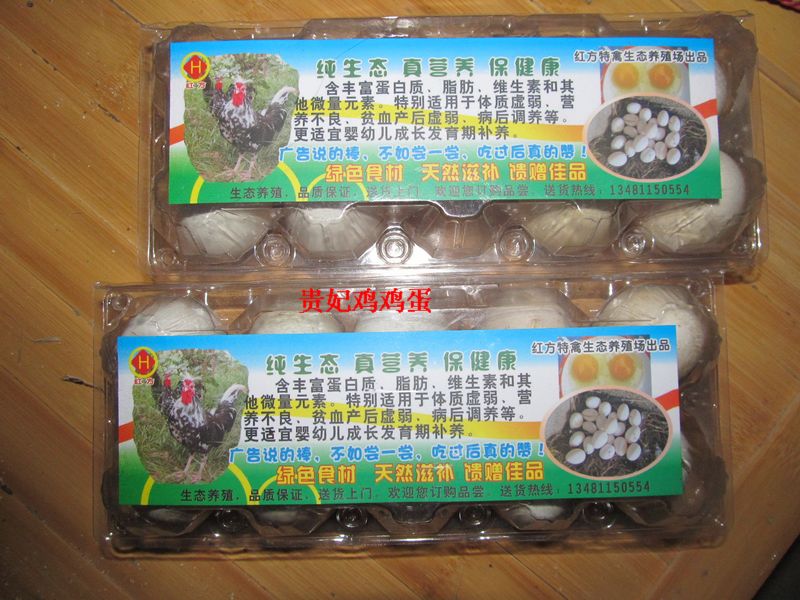 H
红方
红方特禽生态养殖场出品
纯生态 真营养 保健康
含丰富蛋白质、脂肪、维生素和其
他微量元素。特别适用于体质虚弱、营
养不良、贫血产后虚弱、病后调养等。
更适宜婴幼儿成长发育期补养。
广告说的棒，不如尝一尝，吃过后真的赞！
绿色食材 天然滋补 馈赠佳品
生态养殖，品质保证，送货上门，欢迎您订购品尝，送货热线：13481150554
贵妃鸡鸡蛋
H
红方
红方特禽生态养殖场出品
纯生态 真营养 保健康
含丰富蛋白质、脂肪、维生素和其
他微量元素。特别适用于体质虚弱、营
养不良、贫血产后虚弱、病后调养等。
更适宜婴幼儿成长发育期补养。
广告说的棒，不如尝一尝，吃过后真的赞！
绿色食材 天然滋补 馈赠佳品
生态养殖，品质保证，送货上门，欢迎您订购品尝，送货热线：13481150554